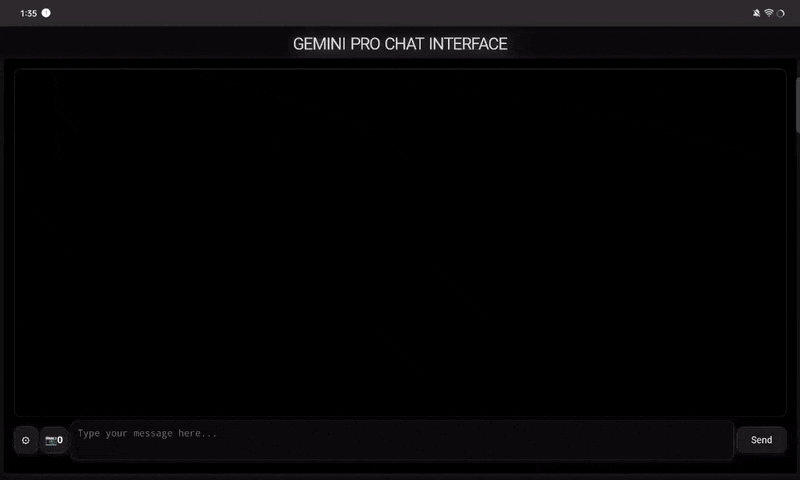 1:35
GEMINI PRO CHAT INTERFACE
0
Type your message here...
Send